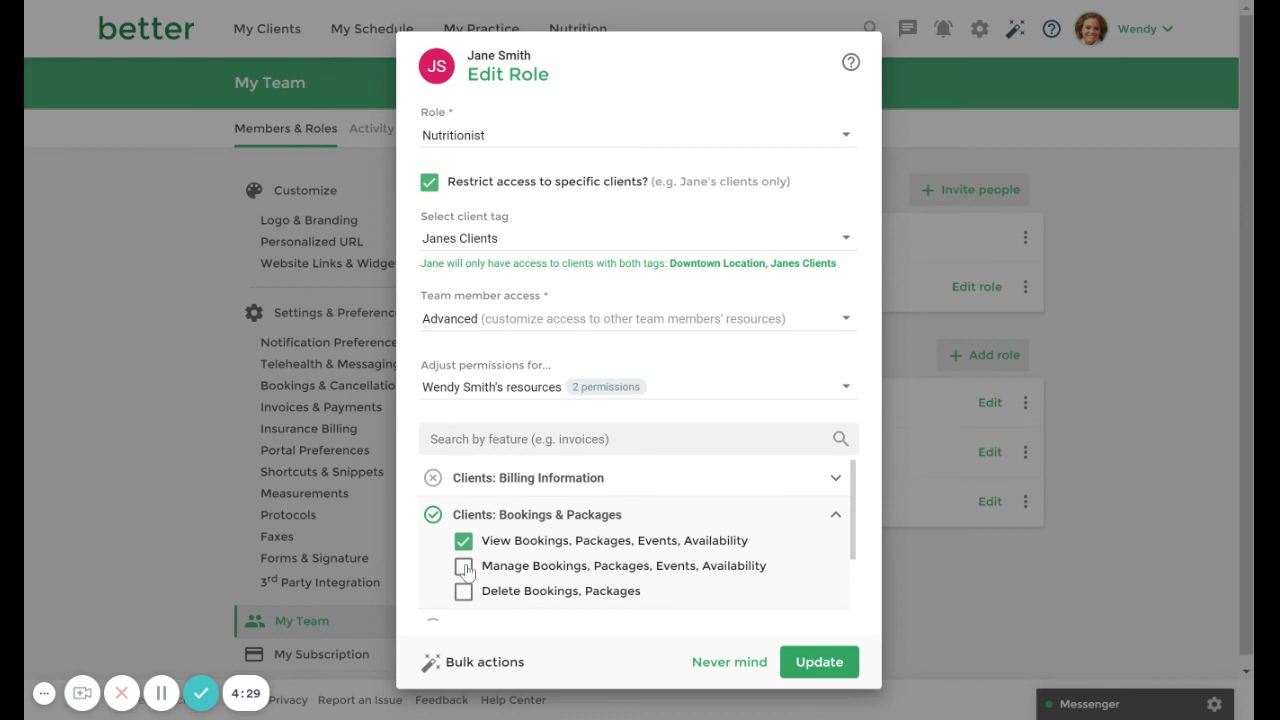 better
My Clients
My Schedule
My Practice
Nutrition
Wendy
My Team
Members & Roles
Activity
Customize
Logo & Branding
Personalized URL
Website Links & Widge
Settings & Preferenc
Notification Preference
Telehealth & Messaging
Bookings & Cancellatio
Invoices & Payments
Insurance Billing
Portal Preferences
Shortcuts & Snippets
Measurements
Protocols
Faxes
Forms & Signature
3rd Party Integration
My Team
My Subscription
JS
Jane Smith
Edit Role
Role *
Nutritionist
Restrict access to specific clients? (e.g. Jane's clients only)
Select client tag
Janes Clients
Jane will only have access to clients with both tags: Downtown Location, Janes Clients
Team member access *
Advanced (customize access to other team members' resources)
Adjust permissions for...
Wendy Smith's resources 2 permissions
Search by feature (e.g. invoices)
Clients: Billing Information
Clients: Bookings & Packages
View Bookings, Packages, Events, Availability
Manage Bookings, Packages, Events, Availability
Delete Bookings, Packages
Bulk actions
Never mind
Update
+ Invite people
Edit role
+ Add role
Edit
Edit
Edit
4:29
Privacy
Report an Issue
Feedback
Help Center
Messenger